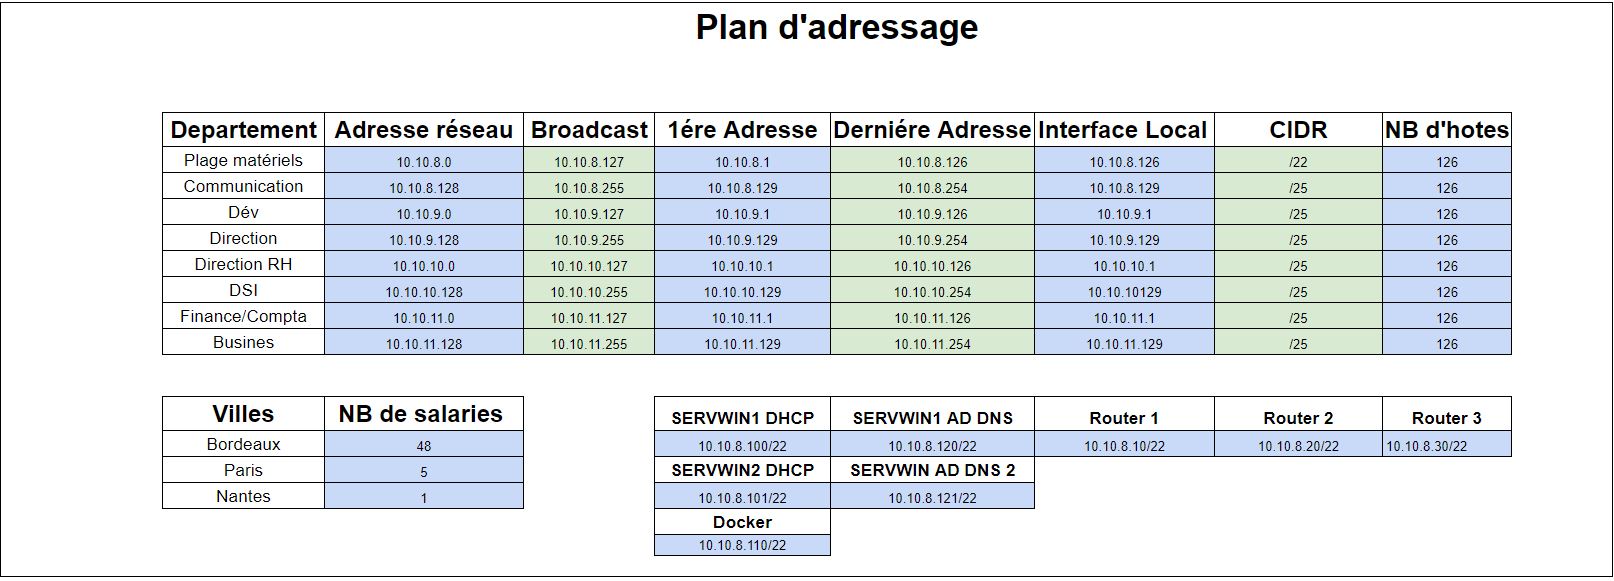 Plan d'adressage
Departement Adresse réseau Broadcast 1ére Adresse Derniére Adresse Interface Local CIDR NB d'hotes
Plage matériels 10.10.8.0 10.10.8.127 10.10.8.1 10.10.8.126 10.10.8.126 /22 126
Communication 10.10.8.128 10.10.8.255 10.10.8.129 10.10.8.254 10.10.8.129 /25 126
Dév 10.10.9.0 10.10.9.127 10.10.9.1 10.10.9.126 10.10.9.1 /25 126
Direction 10.10.9.128 10.10.9.255 10.10.9.129 10.10.9.254 10.10.9.129 /25 126
Direction RH 10.10.10.0 10.10.10.127 10.10.10.1 10.10.10.126 10.10.10.1 /25 126
DSI 10.10.10.128 10.10.10.255 10.10.10.129 10.10.10.254 10.10.10129 /25 126
Finance/Compta 10.10.11.0 10.10.11.127 10.10.11.1 10.10.11.126 10.10.11.1 /25 126
Busines 10.10.11.128 10.10.11.255 10.10.11.129 10.10.11.254 10.10.11.129 /25 126
Villes NB de salaries
Bordeaux 48
Paris 5
Nantes 1
SERVWIN1 DHCP SERVWIN1 AD DNS Router 1 Router 2 Router 3
10.10.8.100/22 10.10.8.120/22 10.10.8.10/22 10.10.8.20/22 10.10.8.30/22
SERVWIN2 DHCP SERVWIN AD DNS 2
10.10.8.101/22 10.10.8.121/22
Docker
10.10.8.110/22